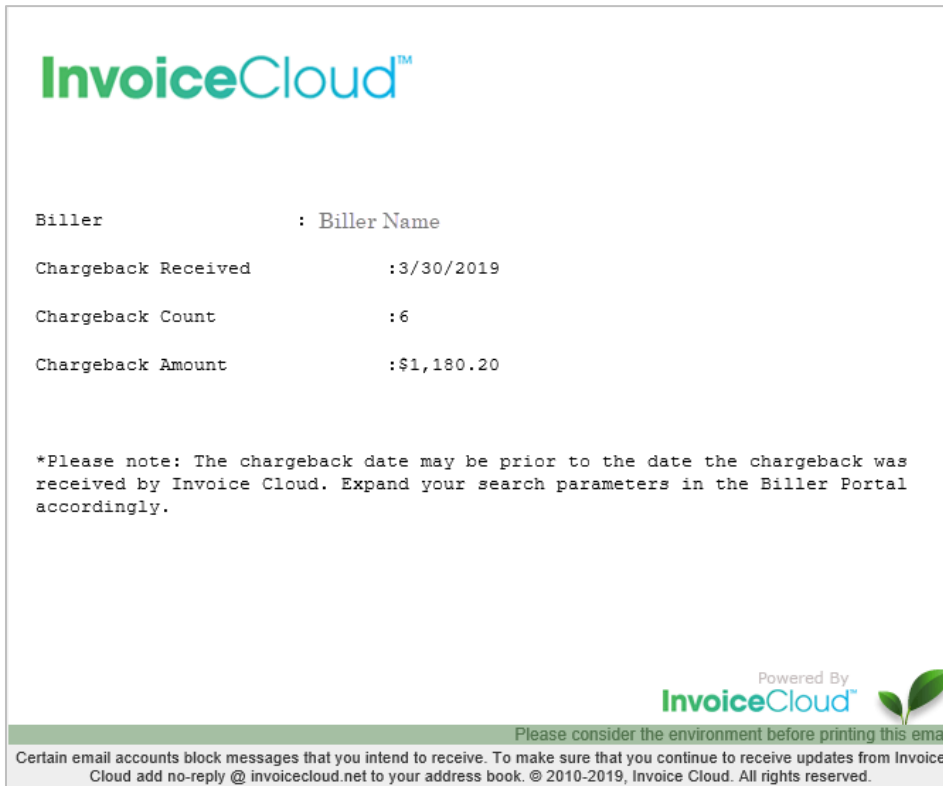 InvoiceCloud™
Biller : Biller Name
Chargeback Received :3/30/2019
Chargeback Count :6
Chargeback Amount :$1,180.20
*Please note: The chargeback date may be prior to the date the chargeback was
received by Invoice Cloud. Expand your search parameters in the Biller Portal
accordingly.
Powered By
InvoiceCloud™
Please consider the environment before printing this ema
Certain email accounts block messages that you intend to receive. To make sure that you continue to receive updates from Invoice
Cloud add no-reply @ invoicecloud.net to your address book. © 2010-2019, Invoice Cloud. All rights reserved.